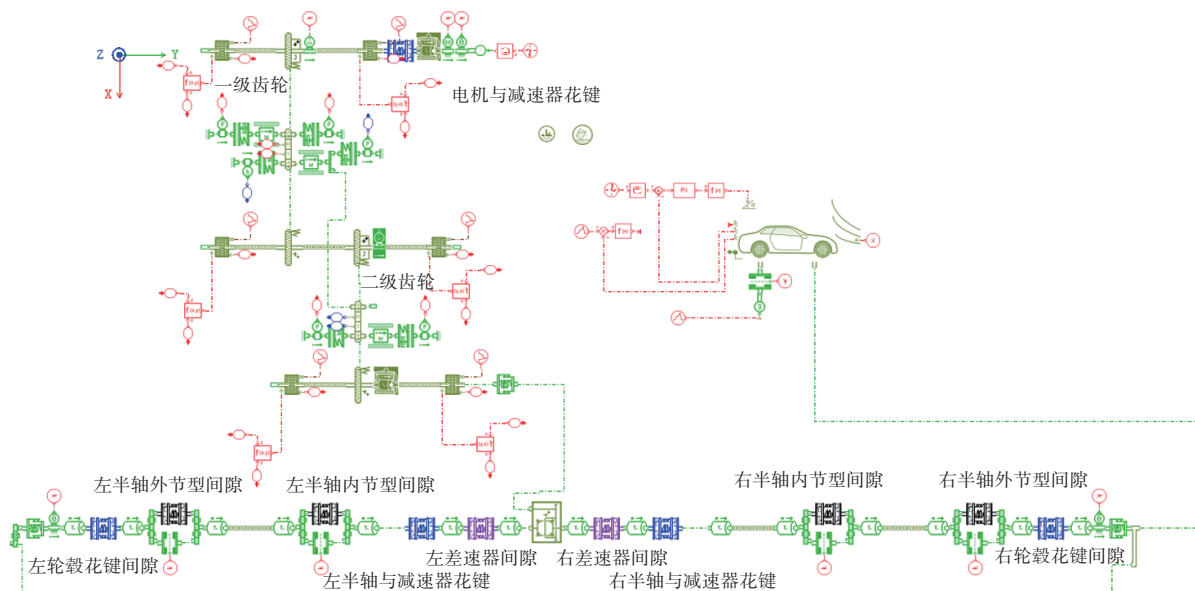 Z
Y
X
一级齿轮
电机与减速器花键
二级齿轮
左半轴外节型间隙
左半轴内节型间隙
右半轴内节型间隙
右半轴外节型间隙
左轮毂花键间隙
左差速器间隙
右差速器间隙
右轮毂花键间隙
左半轴与减速器花键
右半轴与减速器花键